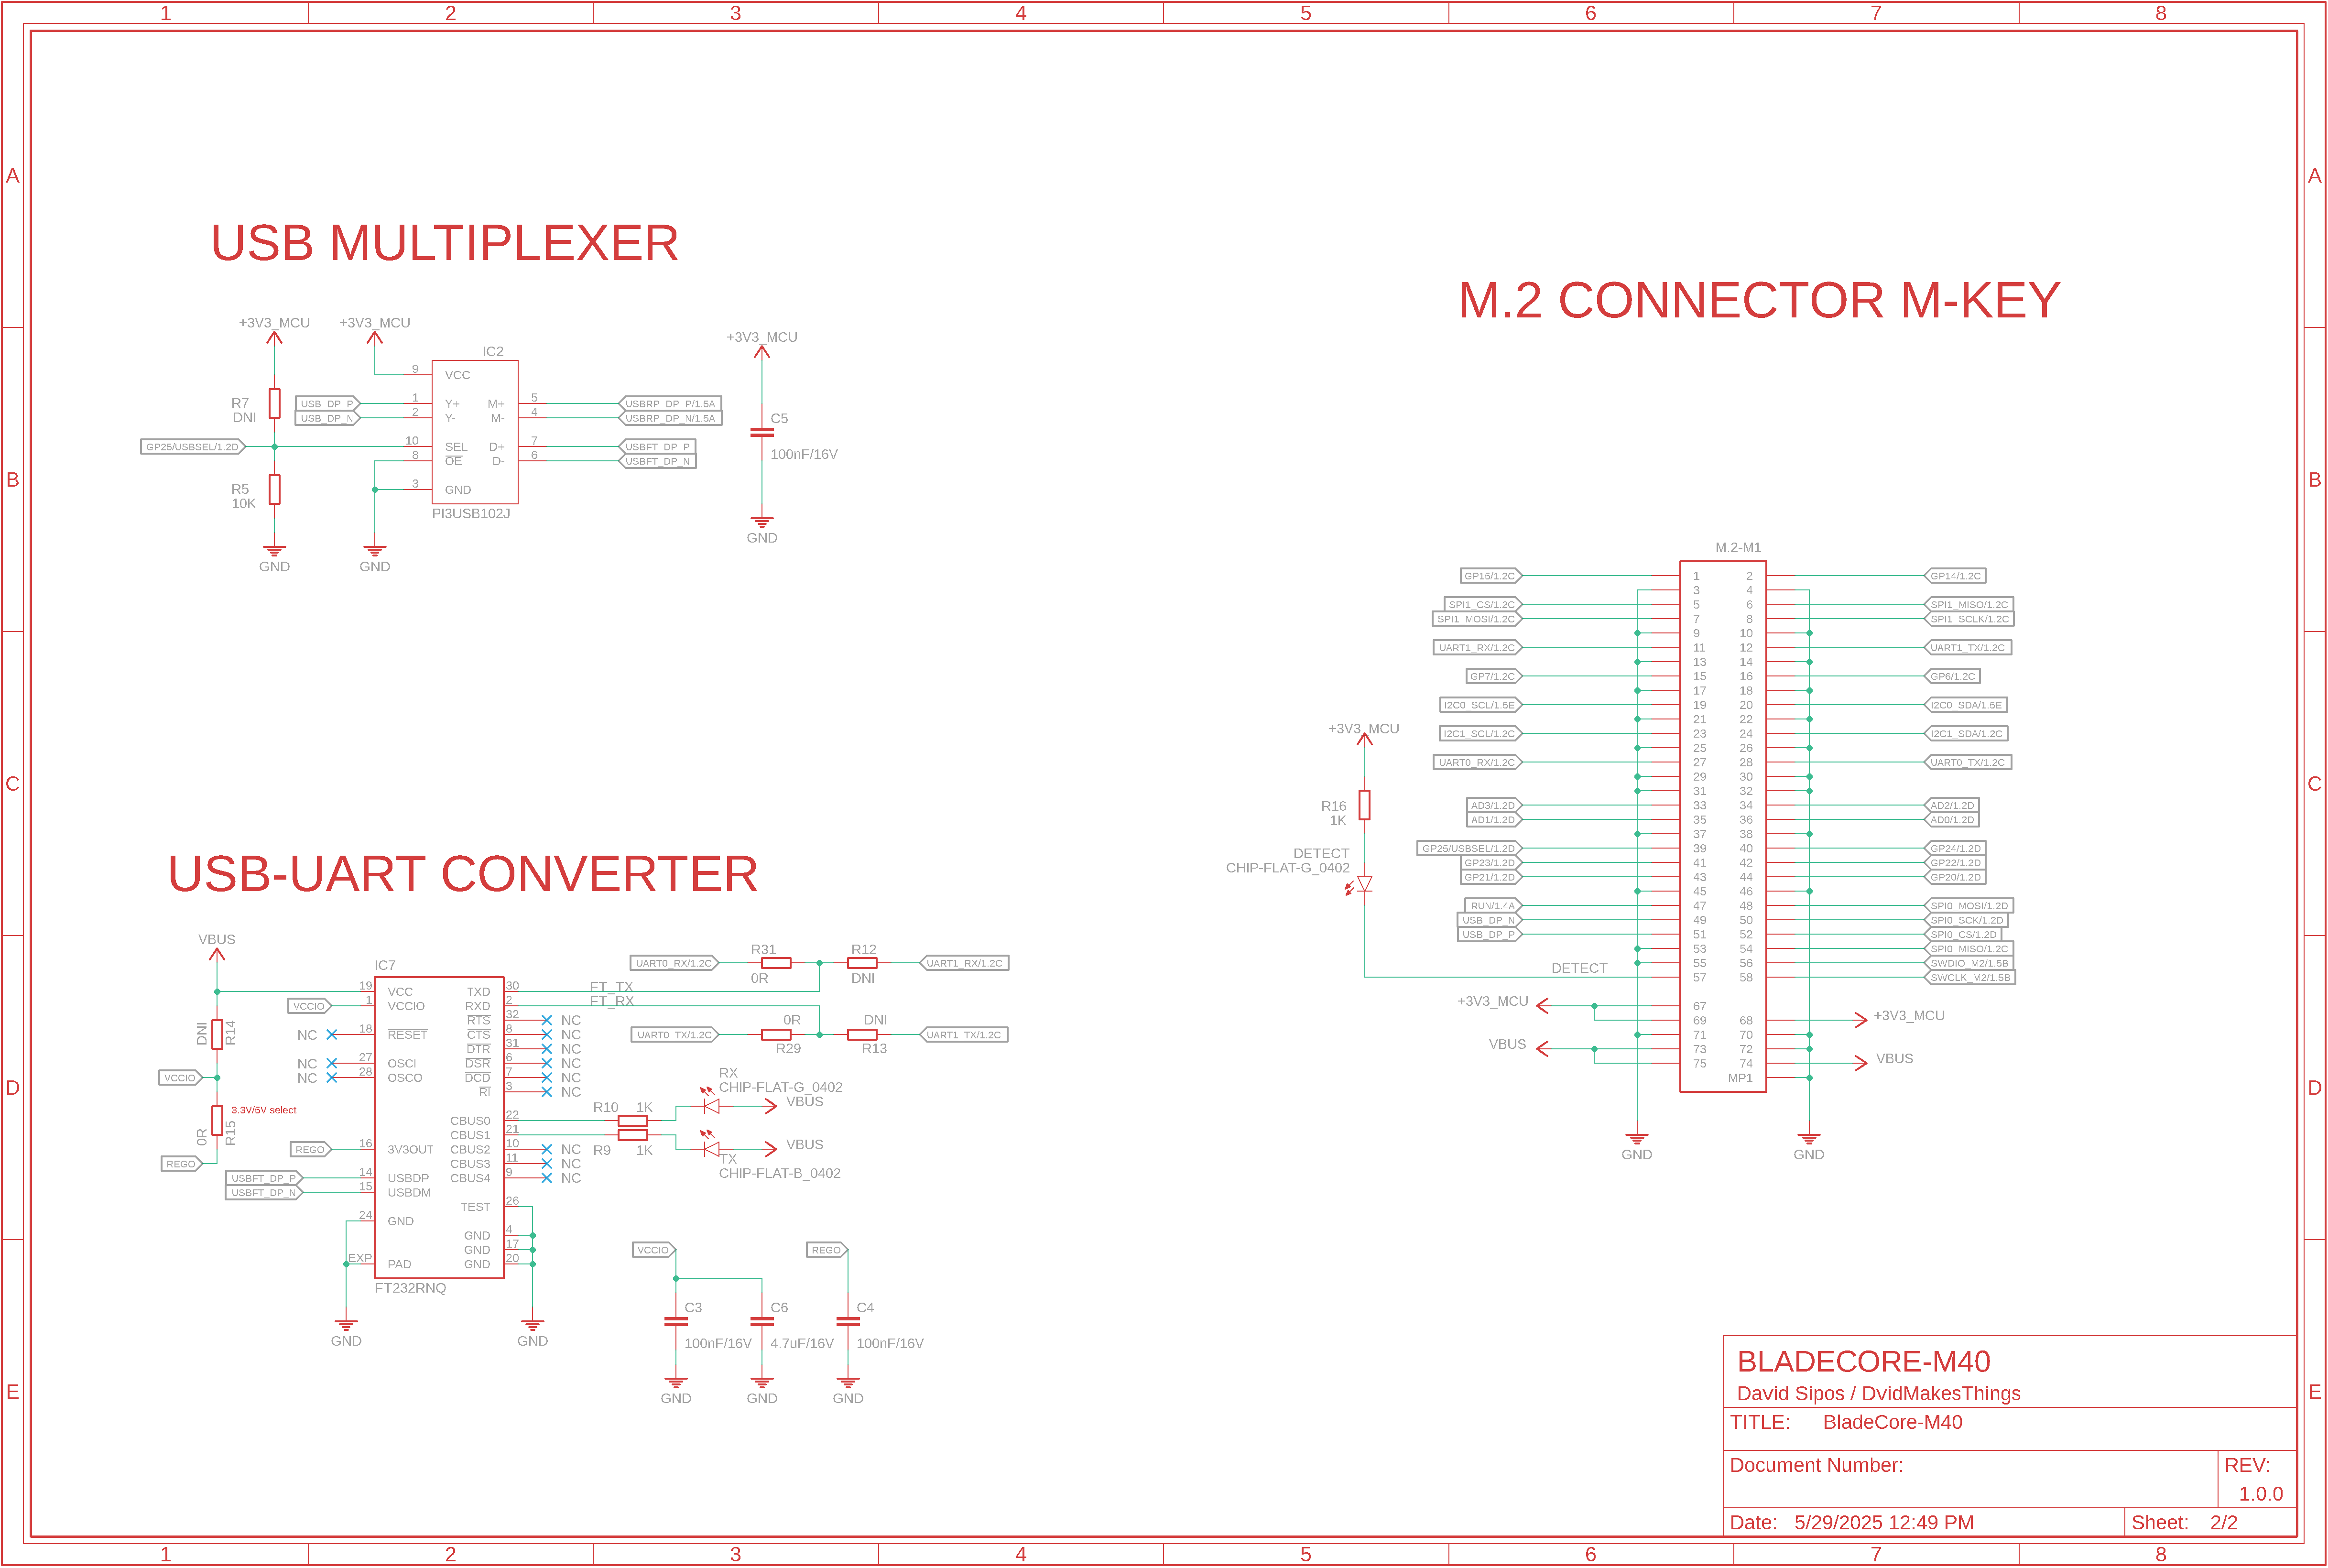 1 2 3 4 5 6 7 8
A A
B B
C C
D D
E E
USB MULTIPLEXER
+3V3_MCU +3V3_MCU
+3V3_MCU
IC2
9 VCC
R7
DNI
USB_DP_P 1 Y+ M+ 5 USBRP_DP_P/1.5A
USB_DP_N 2 Y- M- 4 USBRP_DP_N/1.5A
C5
GP25/USBSEL/1.2D 10 SEL D+ 7 USBFT_DP_P
8 OE D- 6 USBFT_DP_N
100nF/16V
R5
10K
3 GND
PI3USB102J
GND GND GND
USB-UART CONVERTER
VBUS
IC7
19 VCC TXD 30 FT_TX
VCCIO 1 VCCIO RXD 2 FT_RX
RTS 32 NC
NC 18 RESET CTS 8 NC
DTR 31 NC
NC 27 OSCI DSR 6 NC
NC 28 OSCO DCD 7 NC
RI 3 NC
CBUS0 22
CBUS1 21
REGO 16 3V3OUT CBUS2 10 NC
CBUS3 11 NC
USBFT_DP_P 14 USBDP CBUS4 9 NC
USBFT_DP_N 15 USBDM
TEST 26
24 GND
GND 4
GND 17
EXP PAD GND 20
FT232RNQ
GND GND
DNI R14
VCCIO
3.3V/5V select
0R R15
REGO
R31 R12
UART0_RX/1.2C UART1_RX/1.2C
0R DNI
0R DNI
UART0_TX/1.2C UART1_TX/1.2C
R29 R13
RX
CHIP-FLAT-G_0402
R10 1K VBUS
R9 1K VBUS
TX
CHIP-FLAT-B_0402
VCCIO REGO
C3 C6 C4
100nF/16V 4.7uF/16V 100nF/16V
GND GND GND
M.2 CONNECTOR M-KEY
M.2-M1
GP15/1.2C 1 2 GP14/1.2C
3 4
SPI1_CS/1.2C 5 6 SPI1_MISO/1.2C
SPI1_MOSI/1.2C 7 8 SPI1_SCLK/1.2C
9 10
UART1_RX/1.2C 11 12 UART1_TX/1.2C
13 14
GP7/1.2C 15 16 GP6/1.2C
17 18
I2C0_SCL/1.5E 19 20 I2C0_SDA/1.5E
21 22
I2C1_SCL/1.2C 23 24 I2C1_SDA/1.2C
25 26
UART0_RX/1.2C 27 28 UART0_TX/1.2C
29 30
31 32
AD3/1.2D 33 34 AD2/1.2D
AD1/1.2D 35 36 AD0/1.2D
37 38
GP25/USBSEL/1.2D 39 40 GP24/1.2D
GP23/1.2D 41 42 GP22/1.2D
GP21/1.2D 43 44 GP20/1.2D
45 46
RUN/1.4A 47 48 SPI0_MOSI/1.2D
USB_DP_N 49 50 SPI0_SCK/1.2D
USB_DP_P 51 52 SPI0_CS/1.2D
53 54 SPI0_MISO/1.2C
55 56 SWDIO_M2/1.5B
DETECT 57 58 SWCLK_M2/1.5B
+3V3_MCU 67
69 68 +3V3_MCU
71 70
VBUS 73 72
75 74 VBUS
MP1
GND GND
+3V3_MCU
R16
1K
DETECT
CHIP-FLAT-G_0402
BLADECORE-M40
David Sipos / DvidMakesThings
TITLE: BladeCore-M40
Document Number:
REV:
1.0.0
Date: 5/29/2025 12:49 PM
Sheet: 2/2
1 2 3 4 5 6 7 8